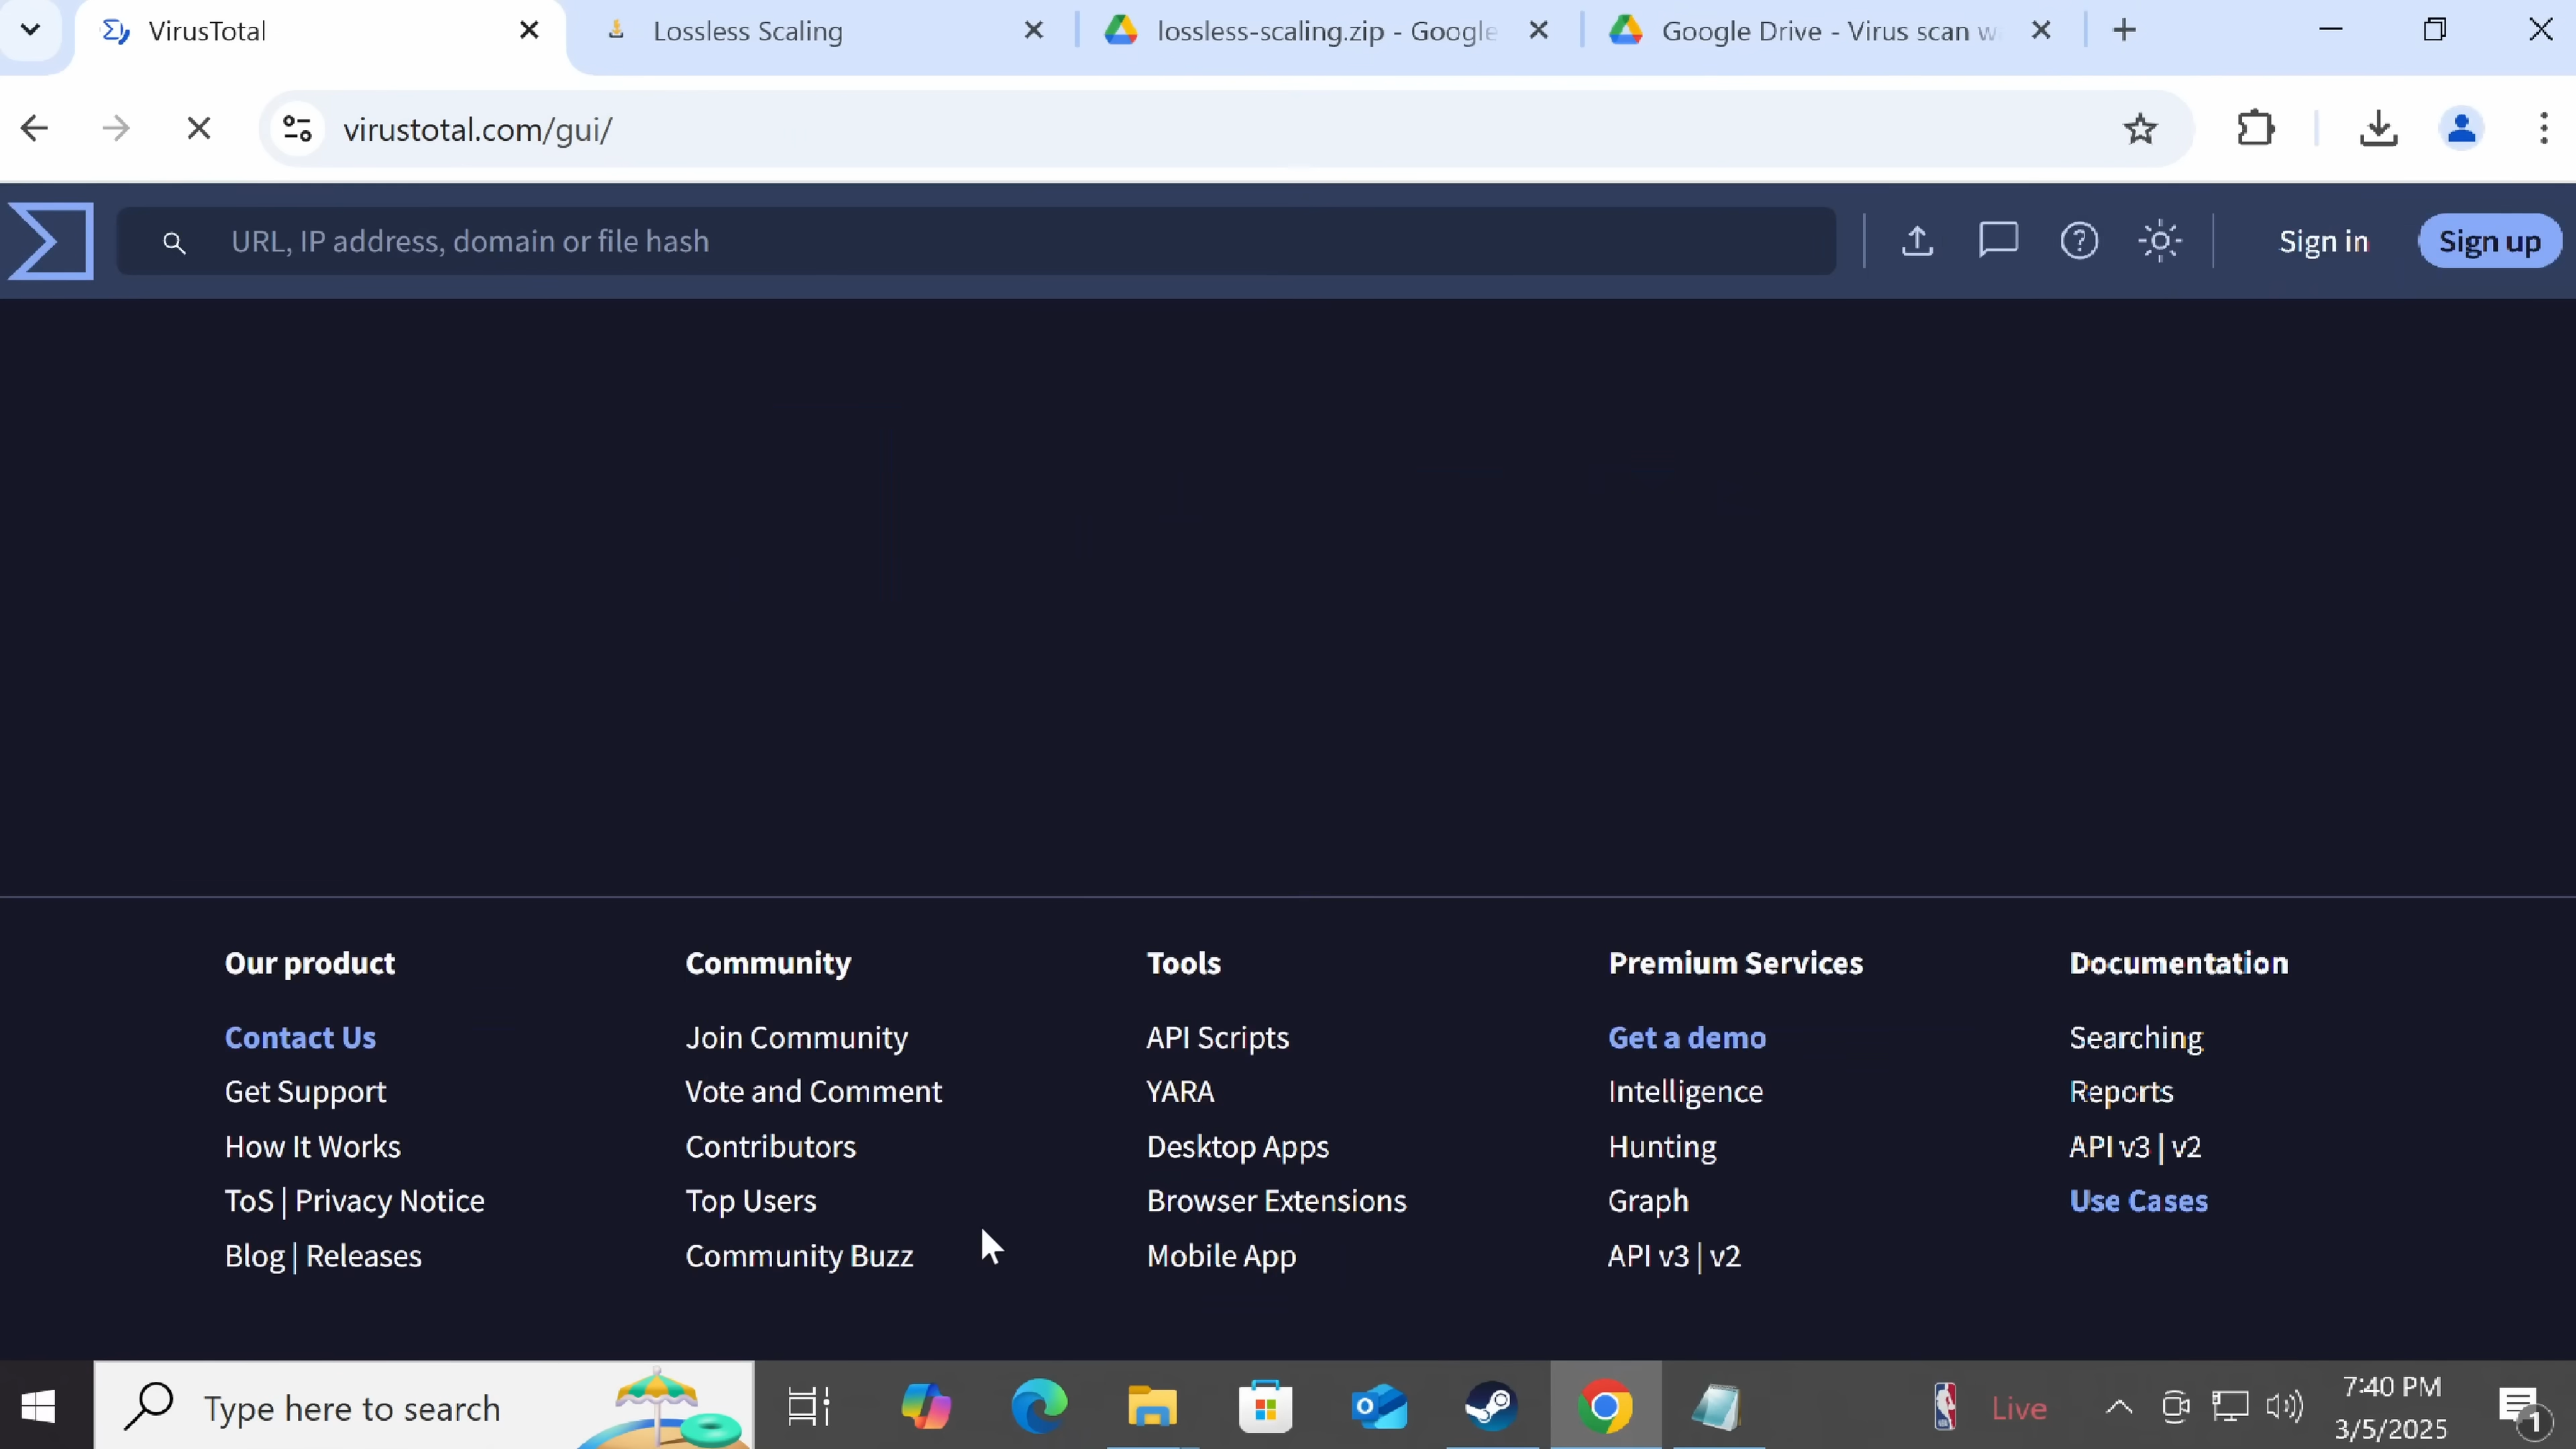 VirusTotal
Lossless Scaling
lossless-scaling.zip - Google
Google Drive - Virus scan w
virustotal.com/gui/
URL, IP address, domain or file hash
Sign in
Sign up
Our product
Contact Us
Get Support
How It Works
ToS | Privacy Notice
Blog | Releases
Community
Join Community
Vote and Comment
Contributors
Top Users
Community Buzz
Tools
API Scripts
YARA
Desktop Apps
Browser Extensions
Mobile App
Premium Services
Get a demo
Intelligence
Hunting
Graph
API v3 | v2
Documentation
Searching
Reports
API v3 | v2
Use Cases
Type here to search
Live
7:40 PM
3/5/2025
1